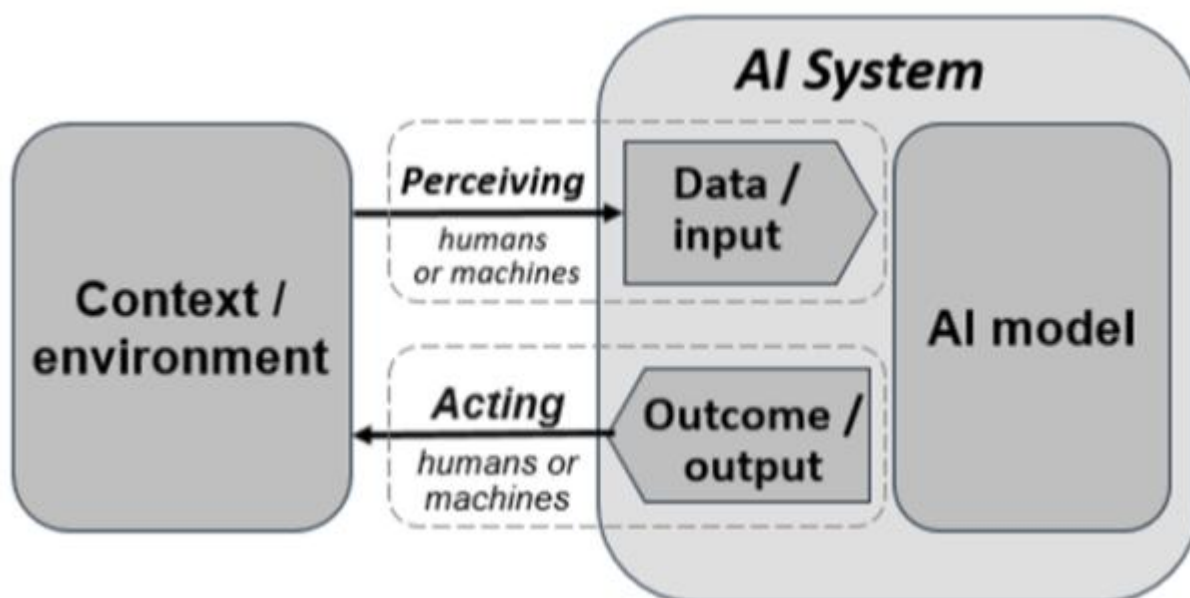 AI System
Perceiving
humans
or machines
Data /
input
Context /
environment
AI model
Acting
humans or
machines
Outcome /
output